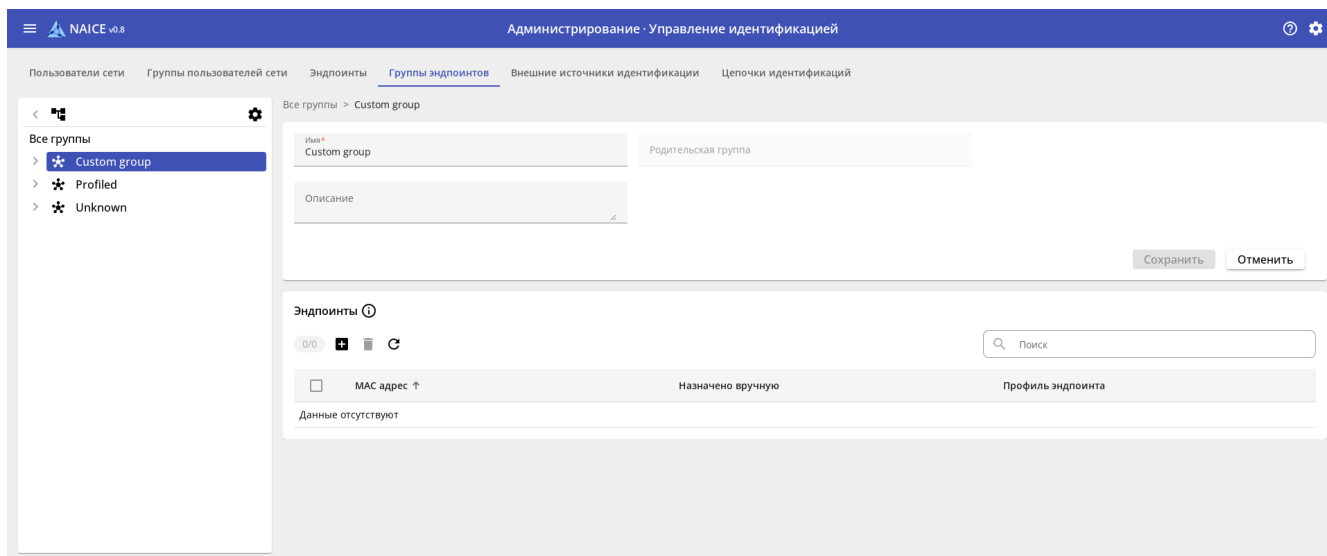 NAICE v0.8
Администрирование · Управление идентификацией
Пользователи сети Группы пользователей сети Эндпоинты Группы эндпоинтов Внешние источники идентификации Цепочки идентификаций
Все группы
Custom group
Profiled
Unknown
Все группы > Custom group
Имя*
Custom group
Родительская группа
Описание
Сохранить Отменить
Эндпоинты
0/0
Поиск
MAC адрес ↑ Назначено вручную Профиль эндпоинта
Данные отсутствуют